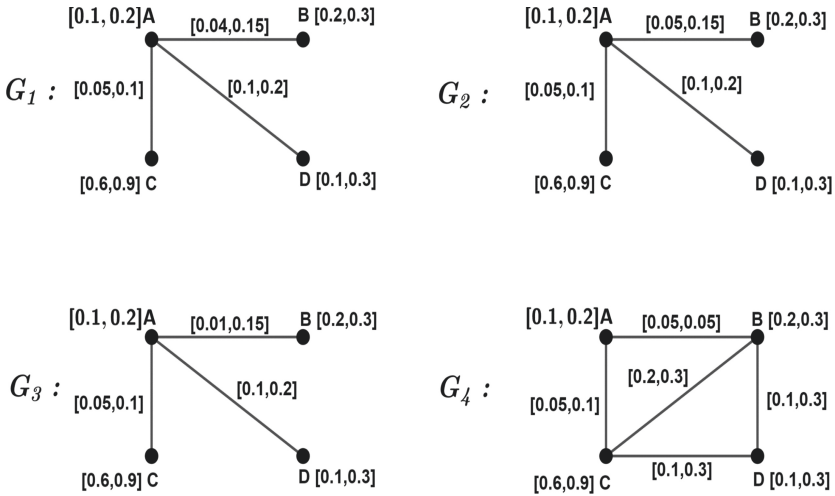 [0.1, 0.2]A [0.04,0.15] B [0.2,0.3]
G1 : [0.05,0.1] [0.1,0.2]
[0.6,0.9] C D [0.1,0.3]
[0.1, 0.2]A [0.05,0.15] B [0.2,0.3]
G2 : [0.05,0.1] [0.1,0.2]
[0.6,0.9] C D [0.1,0.3]
[0.1, 0.2]A [0.01,0.15] B [0.2,0.3]
G3 : [0.05,0.1] [0.1,0.2]
[0.6,0.9] C D [0.1,0.3]
[0.1, 0.2]A [0.05,0.05] B [0.2,0.3]
G4 : [0.05,0.1] [0.2,0.3] [0.1,0.3]
[0.6,0.9] C [0.1,0.3] D [0.1,0.3]